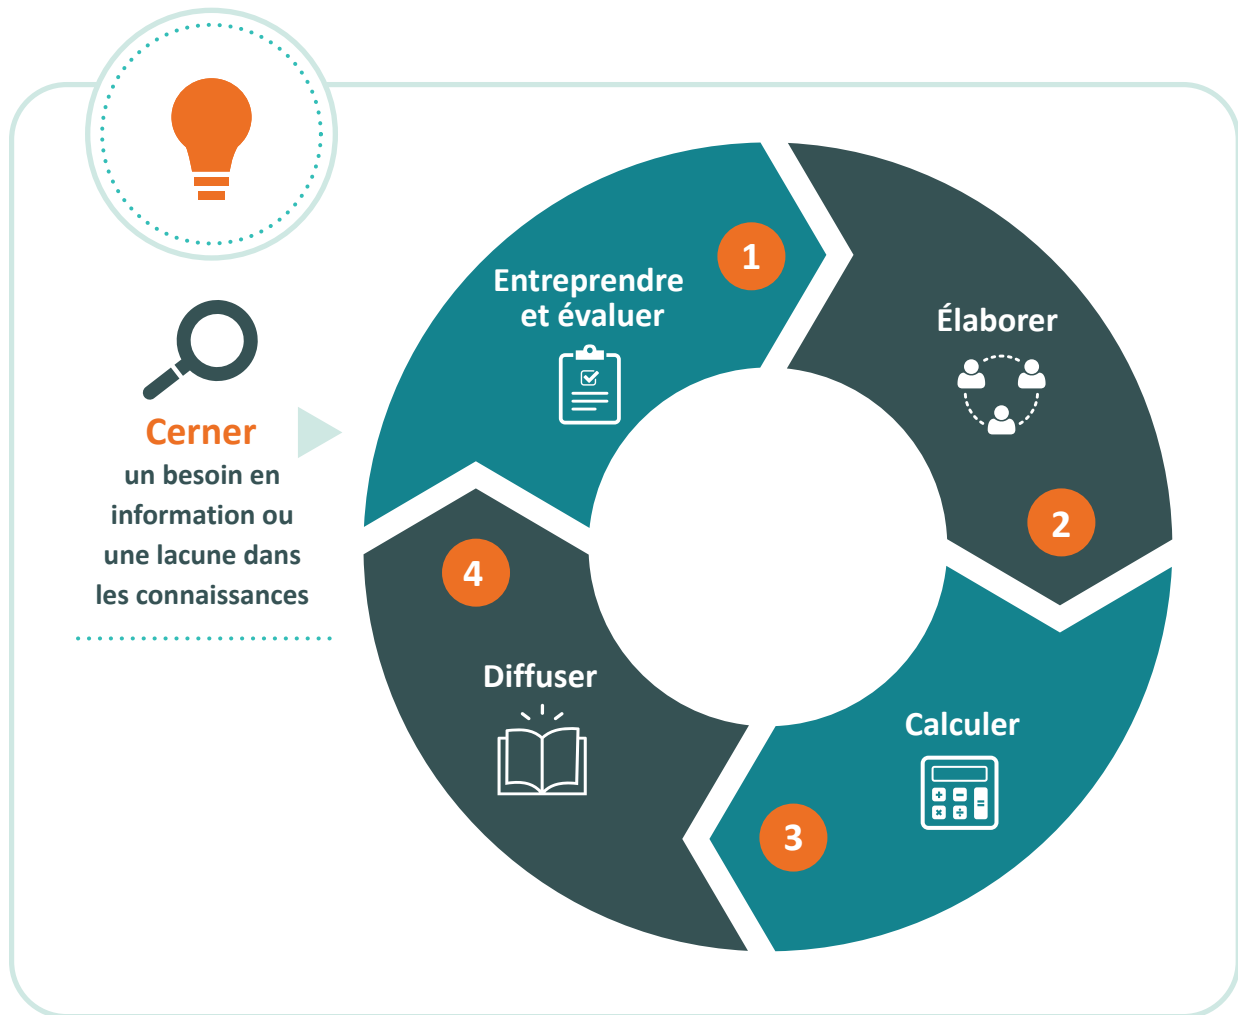 Cerner
un besoin en
information ou
une lacune dans
les connaissances
1
Entreprendre
et évaluer
Élaborer
2
Calculer
3
4
Diffuser